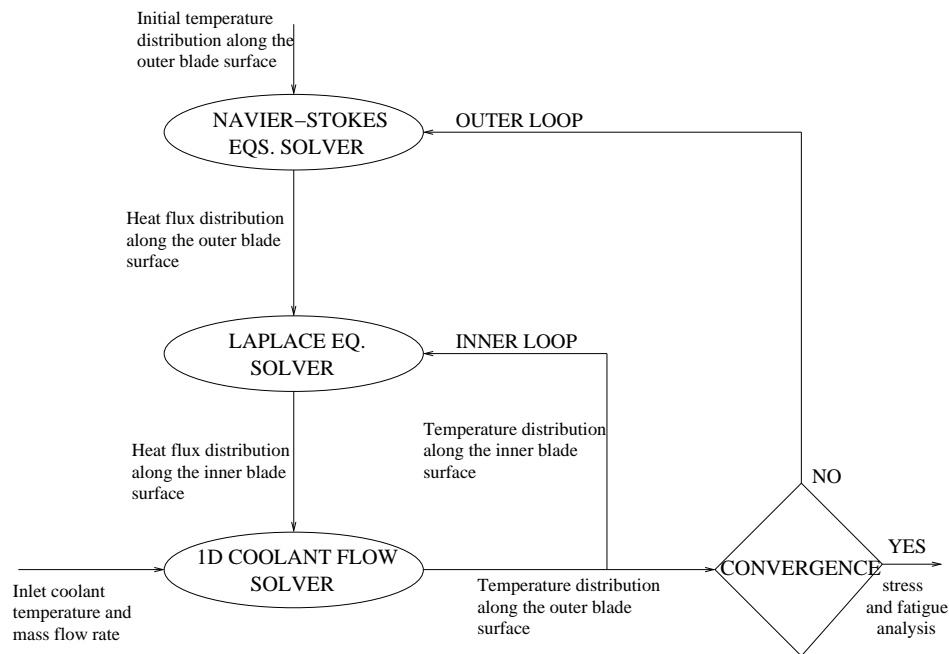 Initial temperature
distribution along the
outer blade surface
NAVIER–STOKES
EQS. SOLVER
OUTER LOOP
Heat flux distribution
along the outer blade
surface
LAPLACE EQ.
SOLVER
INNER LOOP
Heat flux distribution
along the inner blade
surface
Temperature distribution
along the inner blade
surface
NO
1D COOLANT FLOW
SOLVER
CONVERGENCE
YES
Inlet coolant
temperature and
mass flow rate
Temperature distribution
along the outer blade
surface
stress
and fatigue
analysis